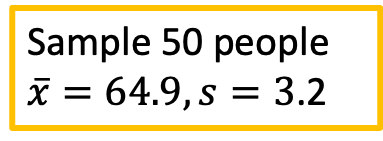 Sample 50 people
x̄ = 64.9, s = 3.2